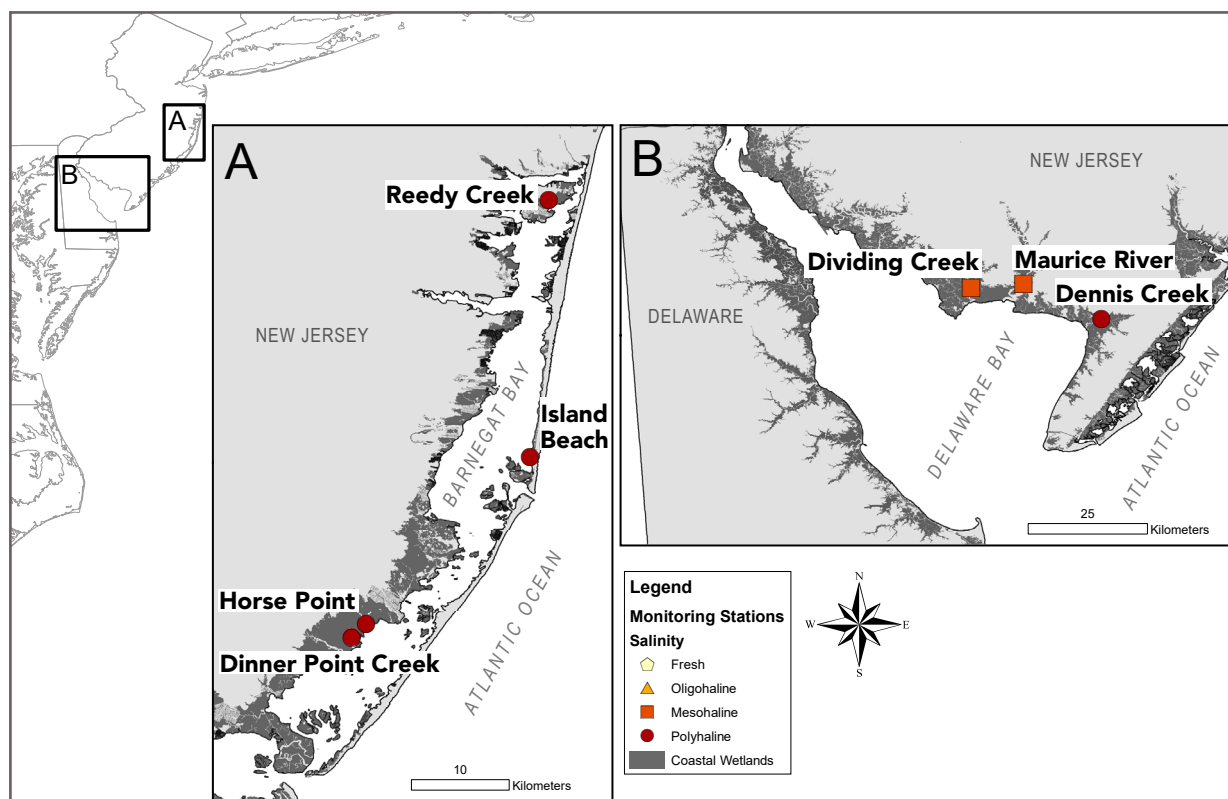 A
B
A
Reedy Creek
NEW JERSEY
BARNEGAT BAY
Island
Beach
Horse Point
Dinner Point Creek
ATLANTIC OCEAN
10
Kilometers
B
NEW JERSEY
Dividing Creek
Maurice River
Dennis Creek
DELAWARE
DELAWARE BAY
ATLANTIC OCEAN
25
Kilometers
Legend
Monitoring Stations
Salinity
Fresh
Oligohaline
Mesohaline
Polyhaline
Coastal Wetlands
N
W
E
S